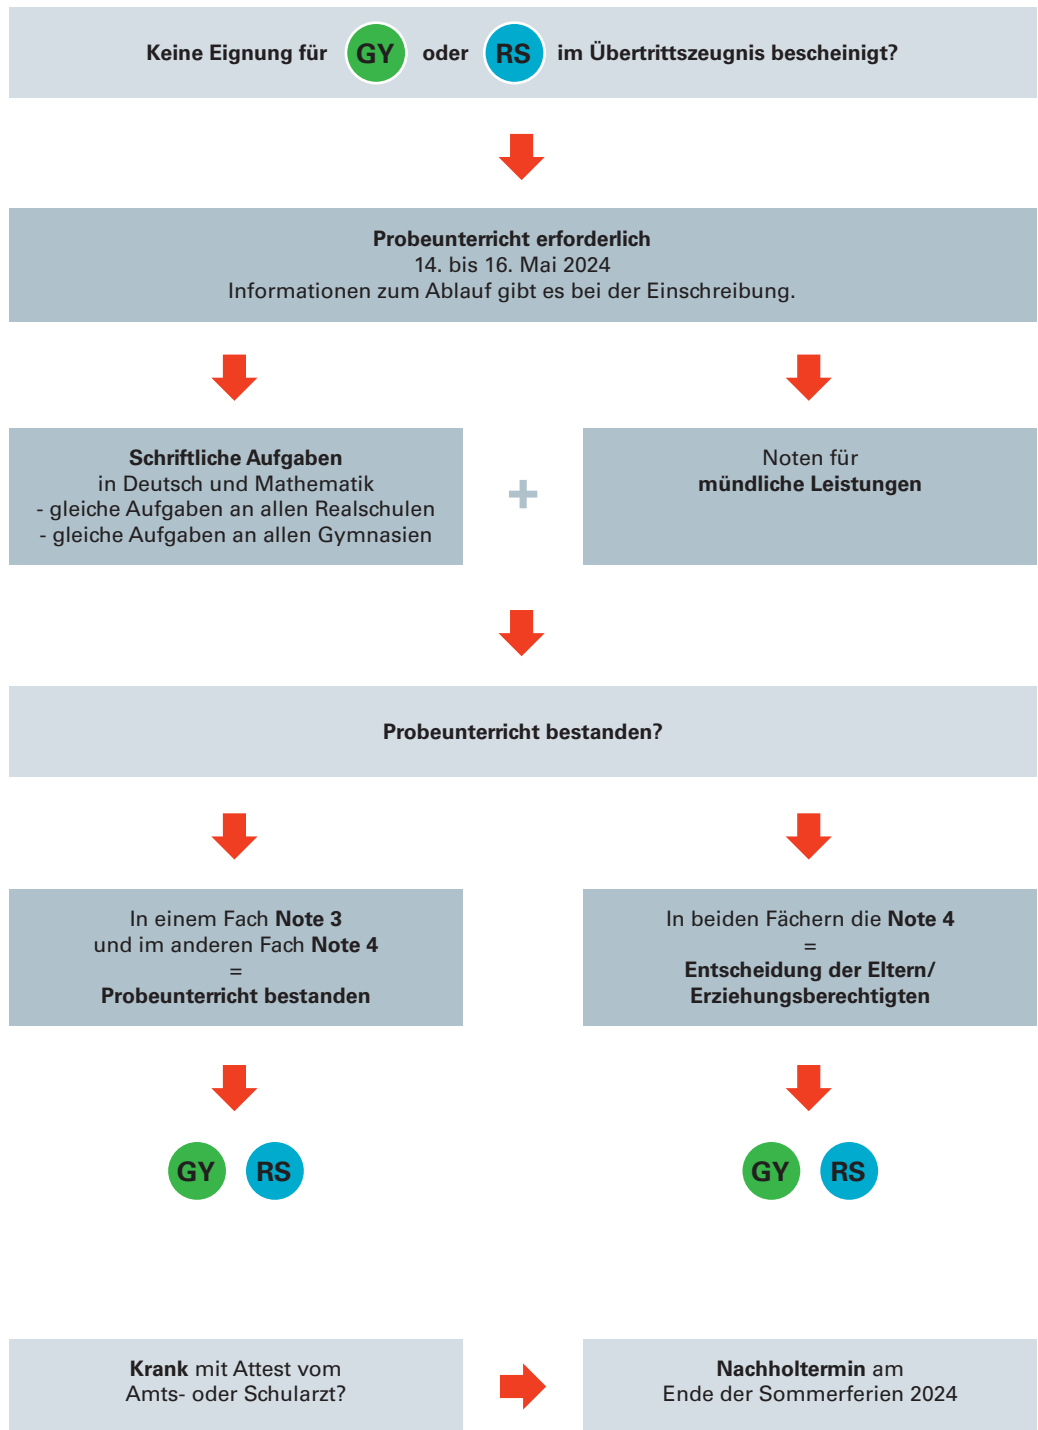 Keine Eignung für GY oder RS im Übertrittszeugnis bescheinigt?
Probeunterricht erforderlich
14. bis 16. Mai 2024
Informationen zum Ablauf gibt es bei der Einschreibung.
Schriftliche Aufgaben
in Deutsch und Mathematik
- gleiche Aufgaben an allen Realschulen
- gleiche Aufgaben an allen Gymnasien
+
Noten für
mündliche Leistungen
Probeunterricht bestanden?
In einem Fach Note 3
und im anderen Fach Note 4
=
Probeunterricht bestanden
In beiden Fächern die Note 4
=
Entscheidung der Eltern/
Erziehungsberechtigten
GY RS
GY RS
Krank mit Attest vom
Amts- oder Schularzt?
Nachholtermin am
Ende der Sommerferien 2024